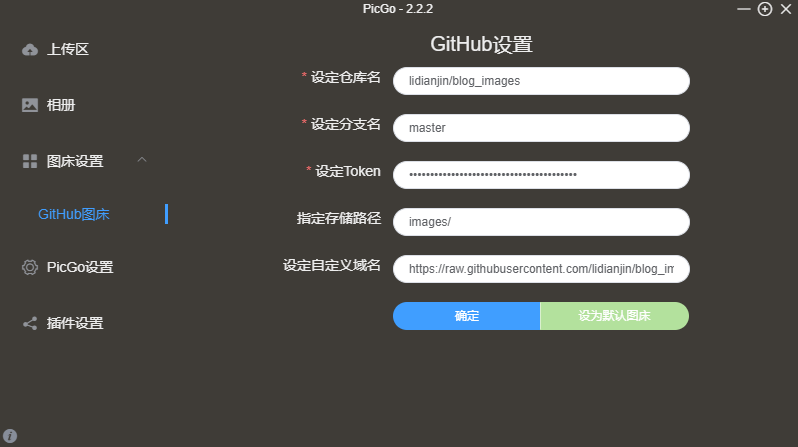 PicGo - 2.2.2
上传区
相册
图床设置
GitHub图床
PicGo设置
插件设置
GitHub设置
* 设定仓库名 lidianjin/blog_images
* 设定分支名 master
* 设定Token ••••••••••••••••••••••••••••••••••••••••
指定存储路径 images/
设定自定义域名 https://raw.githubusercontent.com/lidianjin/blog_im
确定 设为默认图床